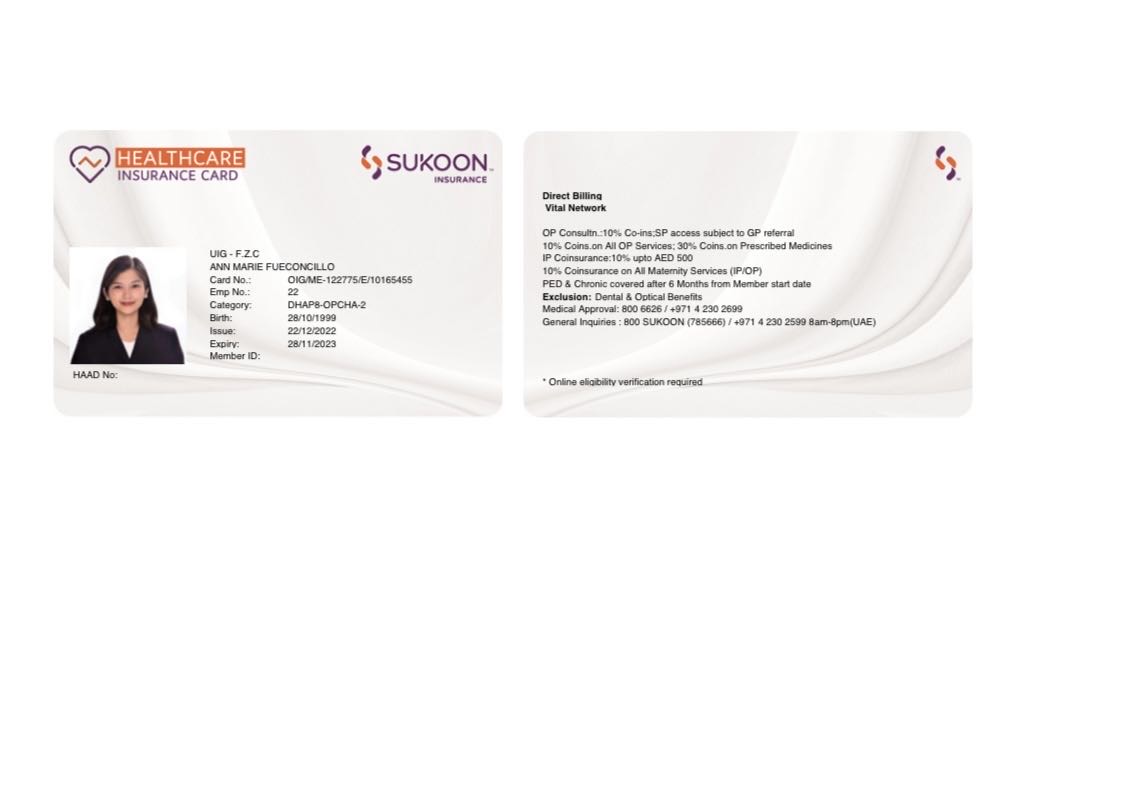 HEALTHCARE
INSURANCE CARD
SUKOON™
INSURANCE
UIG - F.Z.C
ANN MARIE FUECONCILLO
Card No.: OIG/ME-122775/E/10165455
Emp No.: 22
Category: DHAP8-OPCHA-2
Birth: 28/10/1999
Issue: 22/12/2022
Expiry: 28/11/2023
Member ID:
HAAD No:
Direct Billing
Vital Network
OP Consultn.:10% Co-ins;SP access subject to GP referral
10% Coins.on All OP Services; 30% Coins.on Prescribed Medicines
IP Coinsurance:10% upto AED 500
10% Coinsurance on All Maternity Services (IP/OP)
PED & Chronic covered after 6 Months from Member start date
Exclusion: Dental & Optical Benefits
Medical Approval: 800 6626 / +971 4 230 2699
General Inquiries : 800 SUKOON (785666) / +971 4 230 2599 8am-8pm(UAE)
* Online eligibility verification required